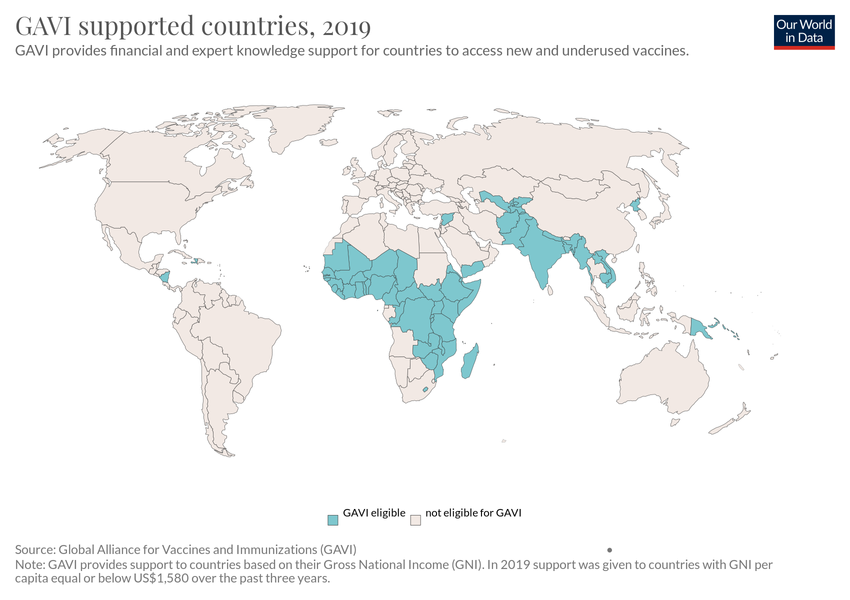 GAVI supported countries, 2019
GAVI provides financial and expert knowledge support for countries to access new and underused vaccines.
Our World
in Data
GAVI eligible
not eligible for GAVI
Source: Global Alliance for Vaccines and Immunizations (GAVI)
Note: GAVI provides support to countries based on their Gross National Income (GNI). In 2019 support was given to countries with GNI per
capita equal or below US$1,580 over the past three years.